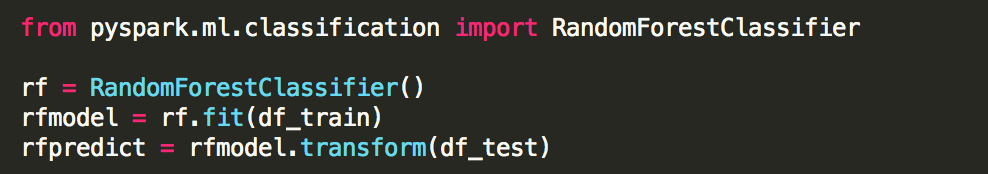 from pyspark.ml.classification import RandomForestClassifier
rf = RandomForestClassifier()
rfmodel = rf.fit(df_train)
rfpredict = rfmodel.transform(df_test)